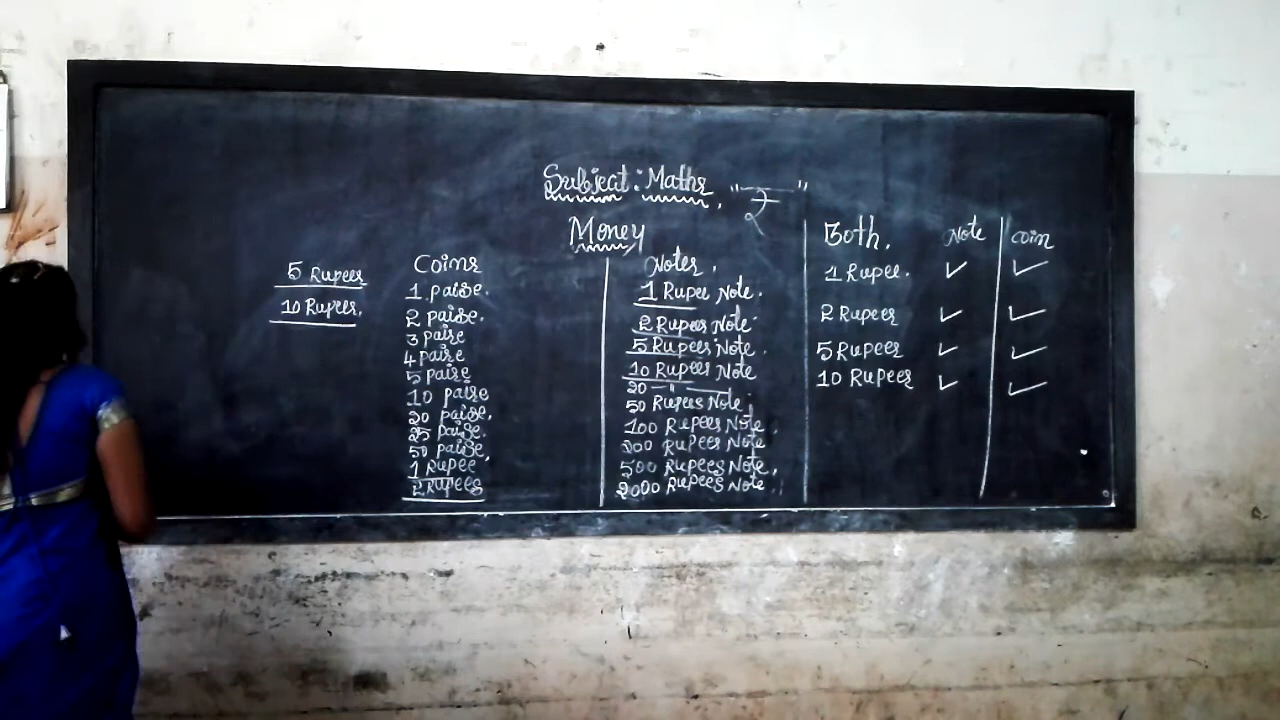 Subject: Maths
" ₹ "
Money
5 Rupees
10 Rupees.
Coins
1 paise.
2 paise.
3 paise
4 paise
5 paise
10 paise
20 paise.
25 paise.
50 paise.
1 Rupee
2 Rupees
Notes.
1 Rupee Note.
2 Rupees Note
5 Rupees Note.
10 Rupees Note
20 — " —
50 Rupees Note.
100 Rupees Note.
200 Rupees Note
500 Rupees Note.
2000 Rupees Note.
Both. Note Coin
1 Rupee. ✓ ✓
2 Rupees ✓ ✓
5 Rupees ✓ ✓
10 Rupees ✓ ✓